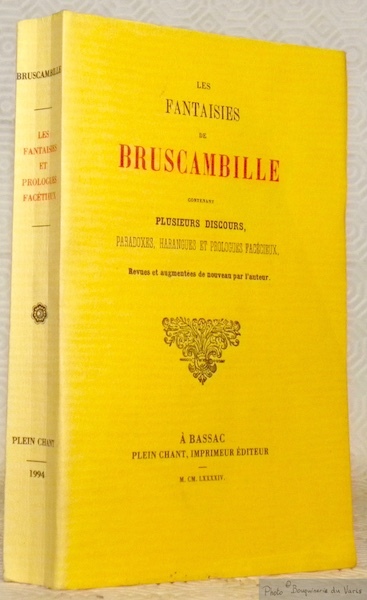 BRUSCAMBILLE
LES
FANTAISIES
ET
PROLOGUES
FACÉTIEUX
PLEIN CHANT
1994
LES
FANTAISIES
DE
BRUSCAMBILLE
CONTENANT
PLUSIEURS DISCOURS,
PARADOXES, HARANGUES ET PROLOGUES FACÉCIEUX,
Revues et augmentées de nouveau par l'auteur.
À BASSAC
PLEIN CHANT, IMPRIMEUR ÉDITEUR
M. CM. LXXXXIV.
Photo © Bouquinerie du Varis